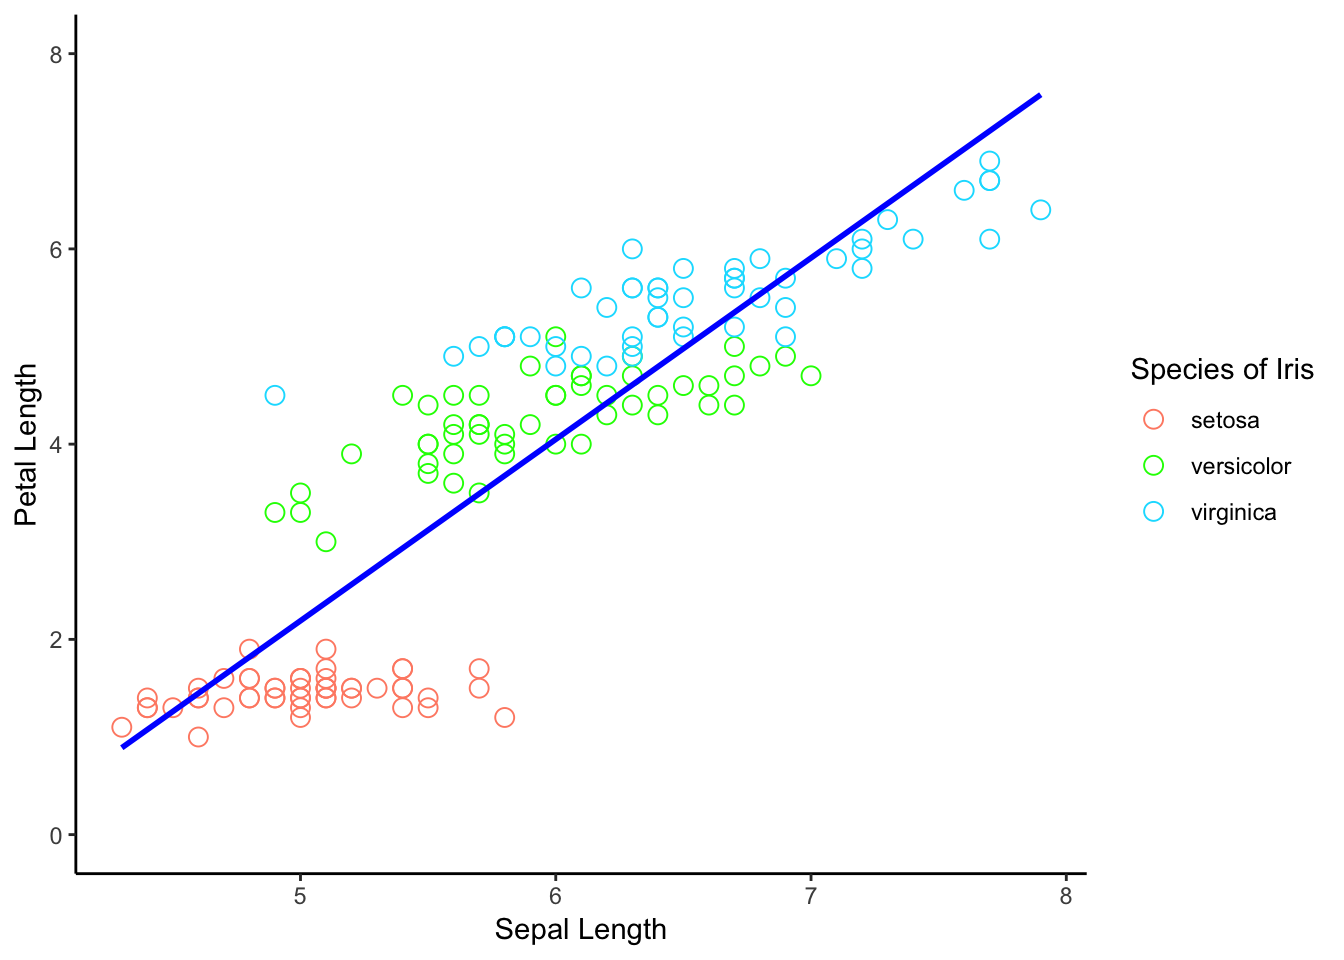 8
6
4
2
0
Petal Length
5
6
7
8
Sepal Length
Species of Iris
setosa
versicolor
virginica